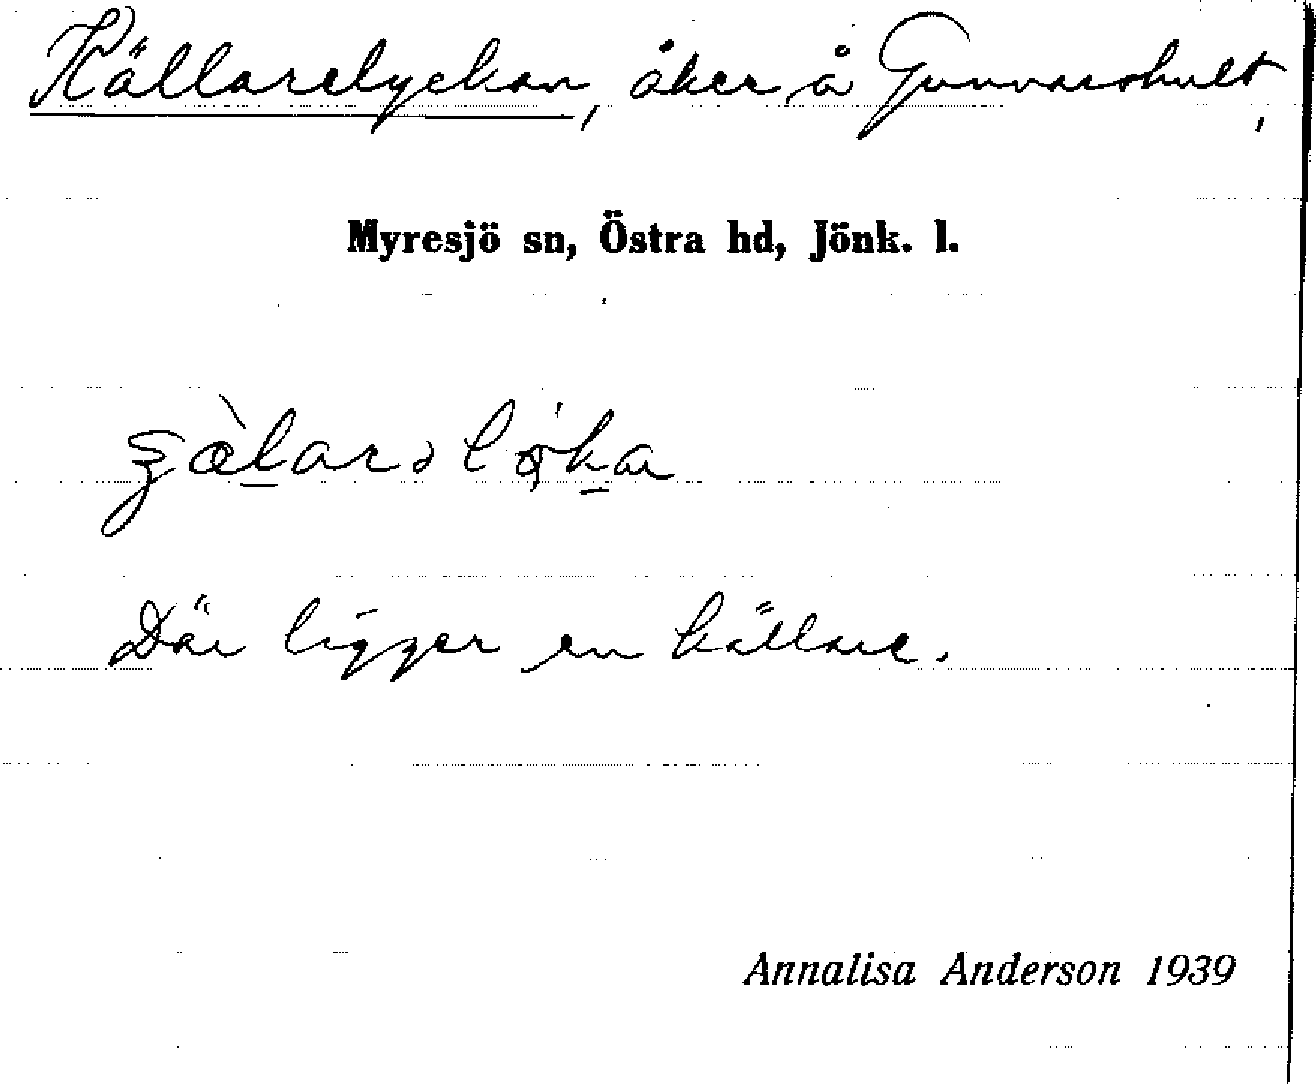 Källarelyckan, åker å Gunnarshult,
Myresjö sn, Östra hd, Jönk. l.
Där ligger en källare.
Annalisa Anderson 1939